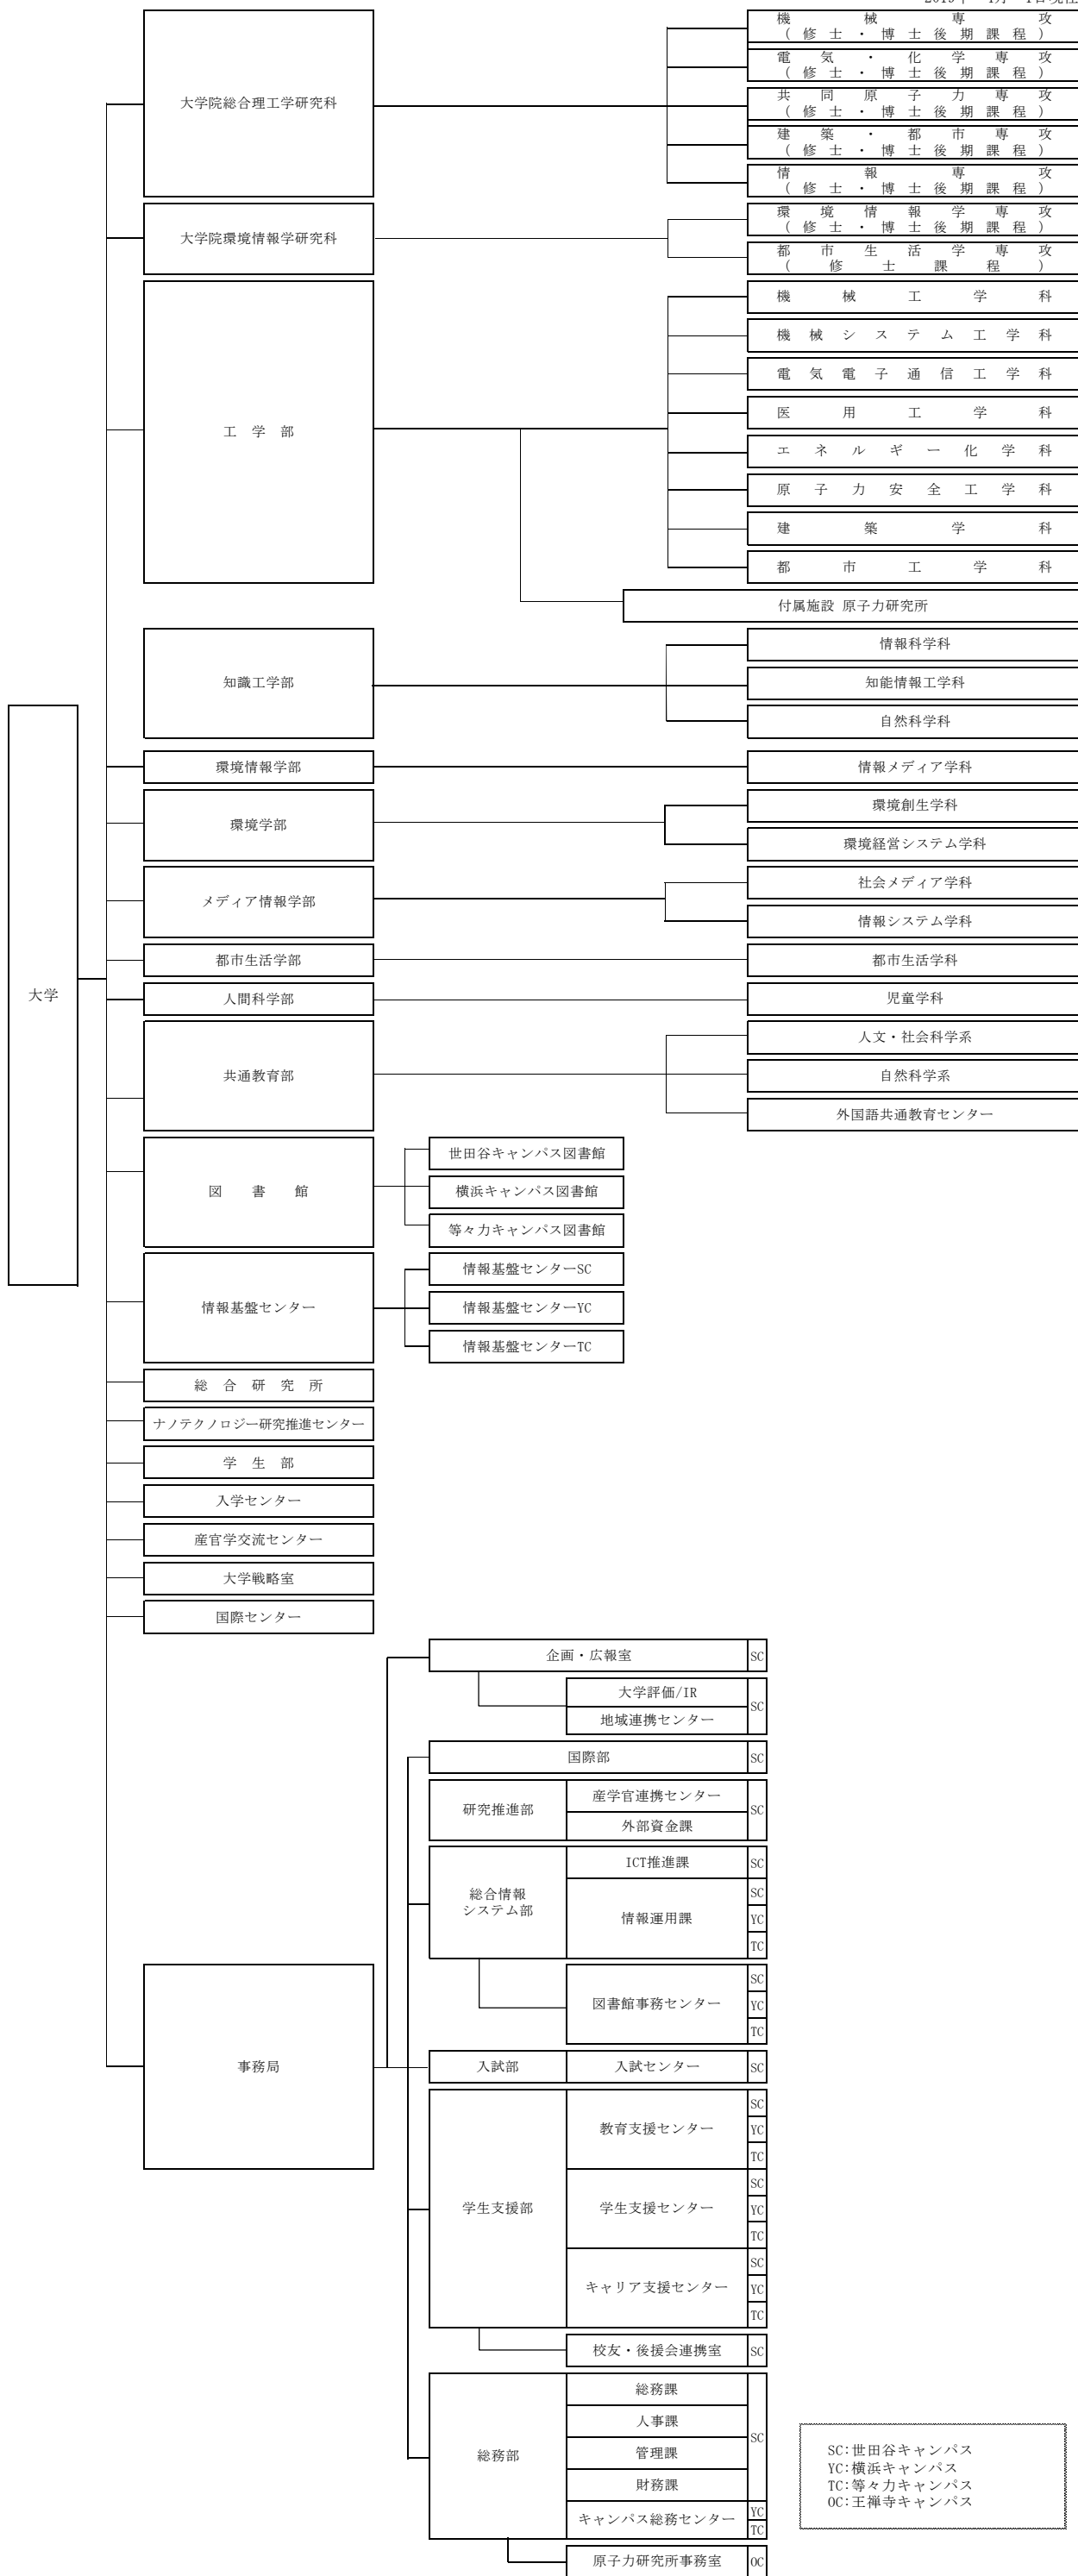 機械専攻
(修士・博士後期課程)
電気・化学専攻
(修士・博士後期課程)
大学院総合理工学研究科
共同原子力専攻
(修士・博士後期課程)
建築・都市専攻
(修士・博士後期課程)
情報専攻
(修士・博士後期課程)
大学院環境情報学研究科
環境情報学専攻
(修士・博士後期課程)
都市生活学専攻
(修士課程)
機械工学科
機械システム工学科
電気電子通信工学科
医用工学科
工 学 部
エネルギー化学科
原子力安全工学科
建築学科
都市工学科
付属施設 原子力研究所
情報科学科
知識工学部
知能情報工学科
自然科学科
環境情報学部
情報メディア学科
環境創生学科
環境学部
環境経営システム学科
社会メディア学科
メディア情報学部
情報システム学科
都市生活学部
都市生活学科
大学
人間科学部
児童学科
人文・社会科学系
共通教育部
自然科学系
外国語共通教育センター
世田谷キャンパス図書館
図 書 館
横浜キャンパス図書館
等々力キャンパス図書館
情報基盤センターSC
情報基盤センター
情報基盤センターYC
情報基盤センターTC
総 合 研 究 所
ナノテクノロジー研究推進センター
学 生 部
入学センター
産官学交流センター
大学戦略室
国際センター
企画・広報室 SC
大学評価/IR
SC
地域連携センター
国際部 SC
研究推進部
産学官連携センター
SC
外部資金課
総合情報
システム部
ICT推進課 SC
情報運用課
SC
YC
TC
図書館事務センター
SC
YC
TC
事務局
入試部 入試センター SC
学生支援部
教育支援センター
SC
YC
TC
学生支援センター
SC
YC
TC
キャリア支援センター
SC
YC
TC
校友・後援会連携室 SC
総務部
総務課
人事課
SC
管理課
財務課
キャンパス総務センター
YC
TC
原子力研究所事務室 OC
SC:世田谷キャンパス
YC:横浜キャンパス
TC:等々力キャンパス
OC:王禅寺キャンパス